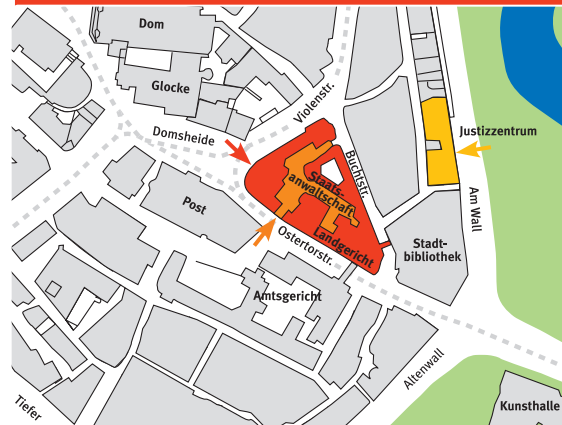 Dom
Glocke
Violenstr.
Domsheide
Justizzentrum
Buchtstr.
Staats-
anwaltschaft
Post
Am Wall
Landgericht
Ostertorstr.
Stadt-
bibliothek
Amtsgericht
Altenwall
Tiefer
Kunsthalle